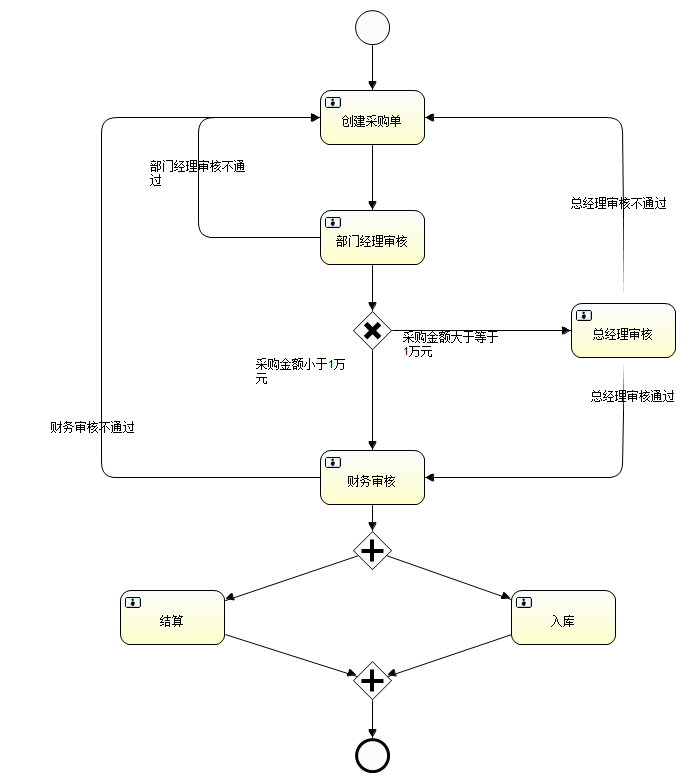 创建采购单
部门经理审核不通
过
总经理审核不通过
部门经理审核
采购金额大于等于
1万元
总经理审核
采购金额小于1万
元
总经理审核通过
财务审核不通过
财务审核
结算
入库